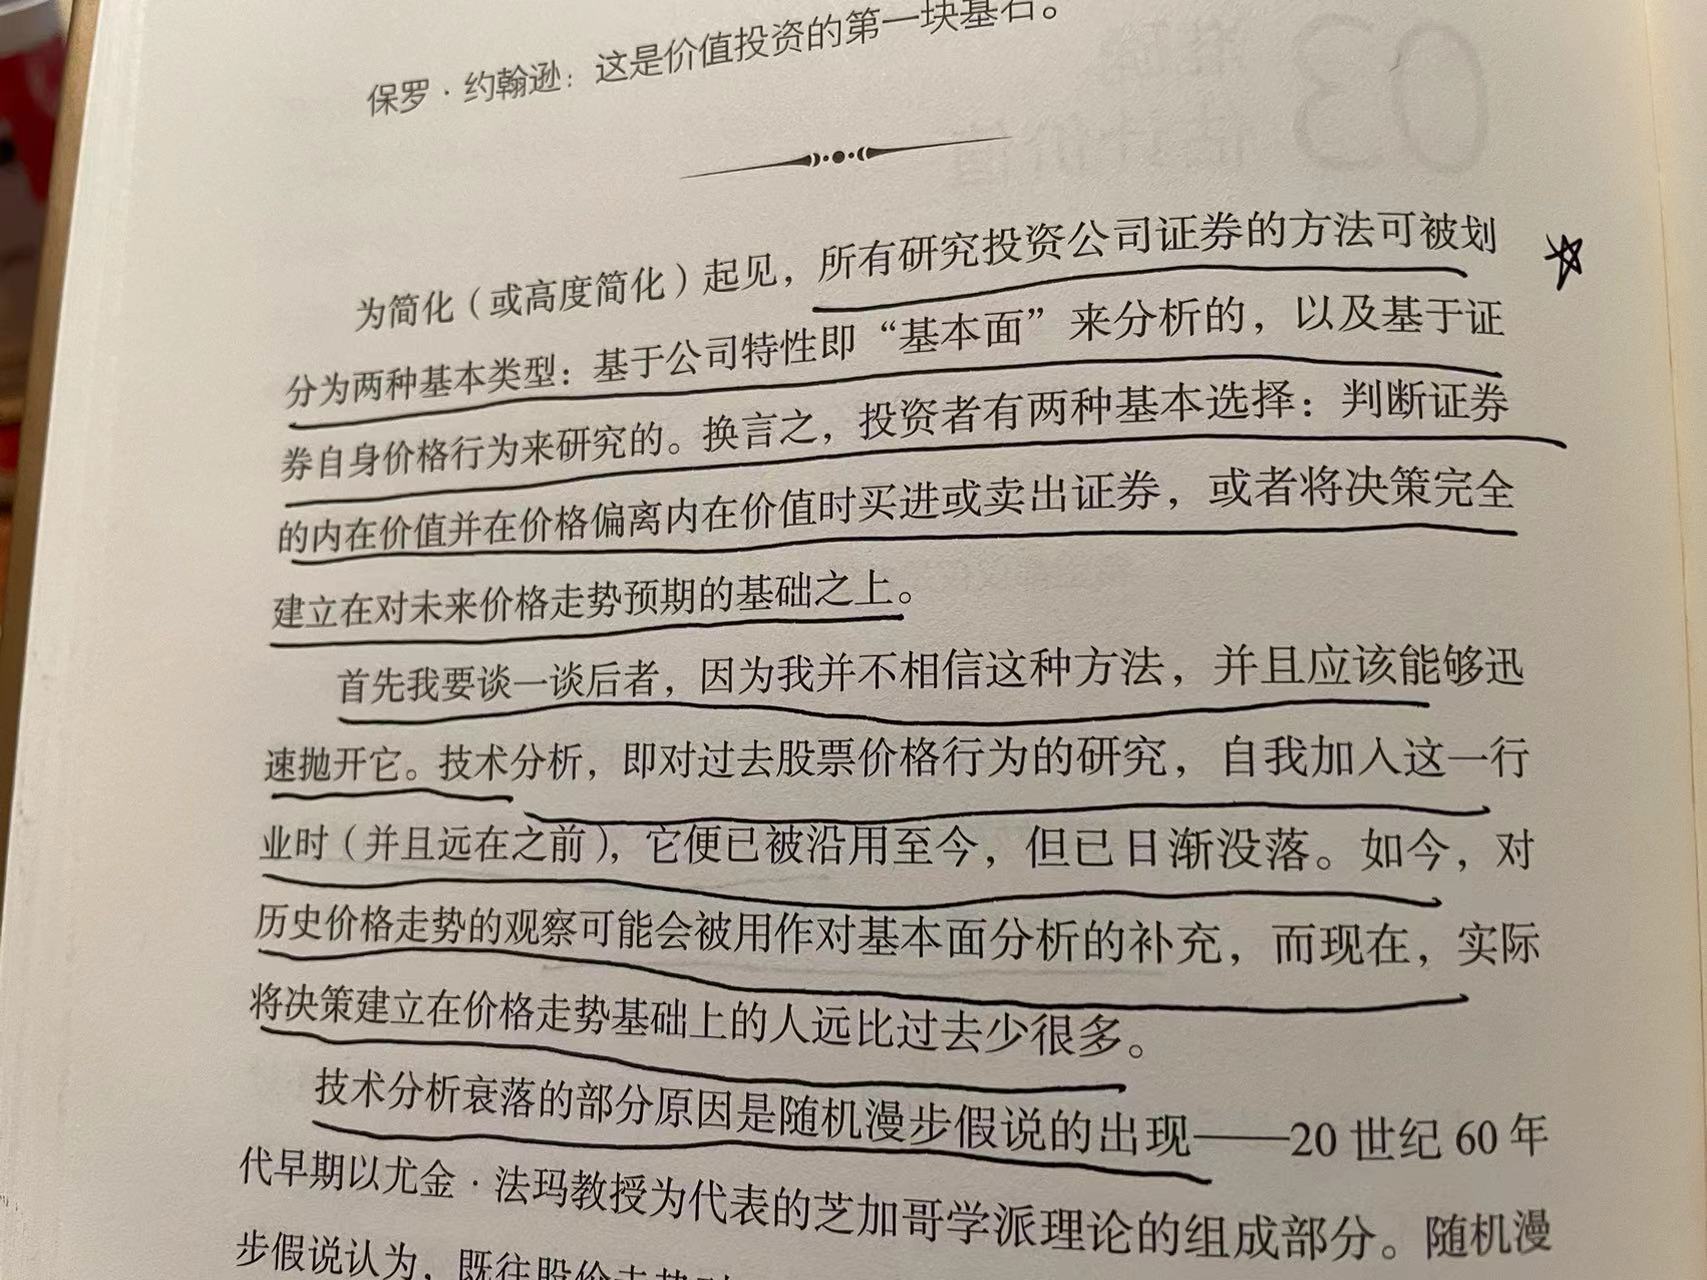 保罗·约翰逊：这是价值投资的第一块基石。
为简化（或高度简化）起见，所有研究投资公司证券的方法可被划
分为两种基本类型：基于公司特性即“基本面”来分析的，以及基于证
券自身价格行为来研究的。换言之，投资者有两种基本选择：判断证券
的内在价值并在价格偏离内在价值时买进或卖出证券，或者将决策完全
建立在对未来价格走势预期的基础之上。
首先我要谈一谈后者，因为我并不相信这种方法，并且应该能够迅
速抛开它。技术分析，即对过去股票价格行为的研究，自我加入这一行
业时（并且远在之前），它便已被沿用至今，但已日渐没落。如今，对
历史价格走势的观察可能会被用作对基本面分析的补充，而现在，实际
将决策建立在价格走势基础上的人远比过去少很多。
技术分析衰落的部分原因是随机漫步假说的出现——20 世纪 60 年
代早期以尤金·法玛教授为代表的芝加哥学派理论的组成部分。随机漫
步假说认为，既往股价走势